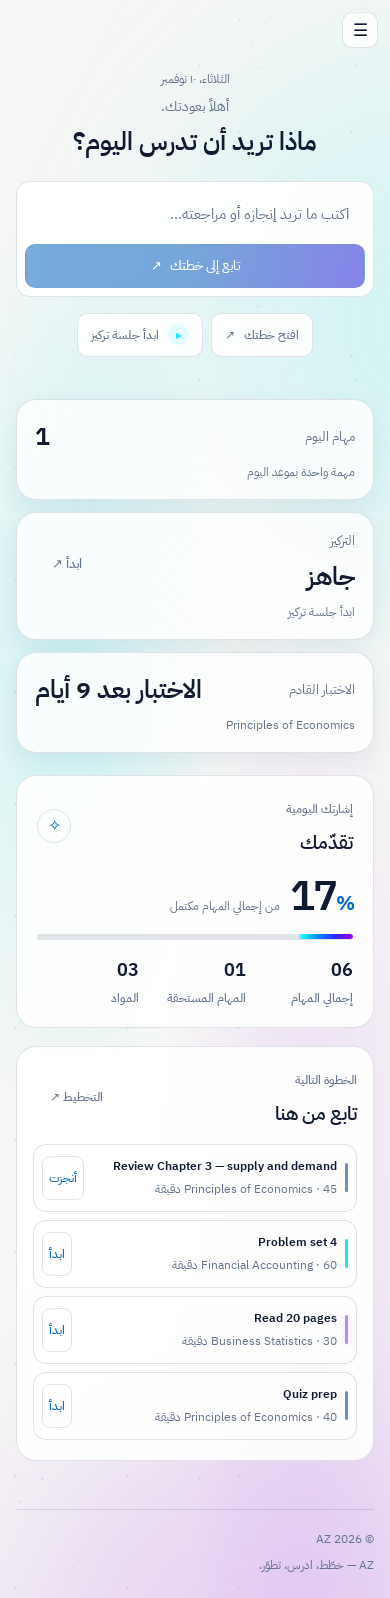 الثلاثاء، ١٠ نوفمبر
أهلاً بعودتك.
ماذا تريد أن تدرس اليوم؟
اكتب ما تريد إنجازه أو مراجعته...
تابع إلى خطتك ↗
افتح خطتك ↗
ابدأ جلسة تركيز
مهام اليوم
1
مهمة واحدة بموعد اليوم
التركيز
جاهز
ابدأ جلسة تركيز
ابدأ ↗
الاختبار القادم
الاختبار بعد 9 أيام
Principles of Economics
إشارتك اليومية
تقدّمك
17%
من إجمالي المهام مكتمل
06
إجمالي المهام
01
المهام المستحقة
03
المواد
الخطوة التالية
تابع من هنا
التخطيط ↗
Review Chapter 3 — supply and demand
Principles of Economics · 45 دقيقة
أنجزت
Problem set 4
Financial Accounting · 60 دقيقة
ابدأ
Read 20 pages
Business Statistics · 30 دقيقة
ابدأ
Quiz prep
Principles of Economics · 40 دقيقة
ابدأ
© 2026 AZ
AZ — خطّط، ادرس، تطوّر.